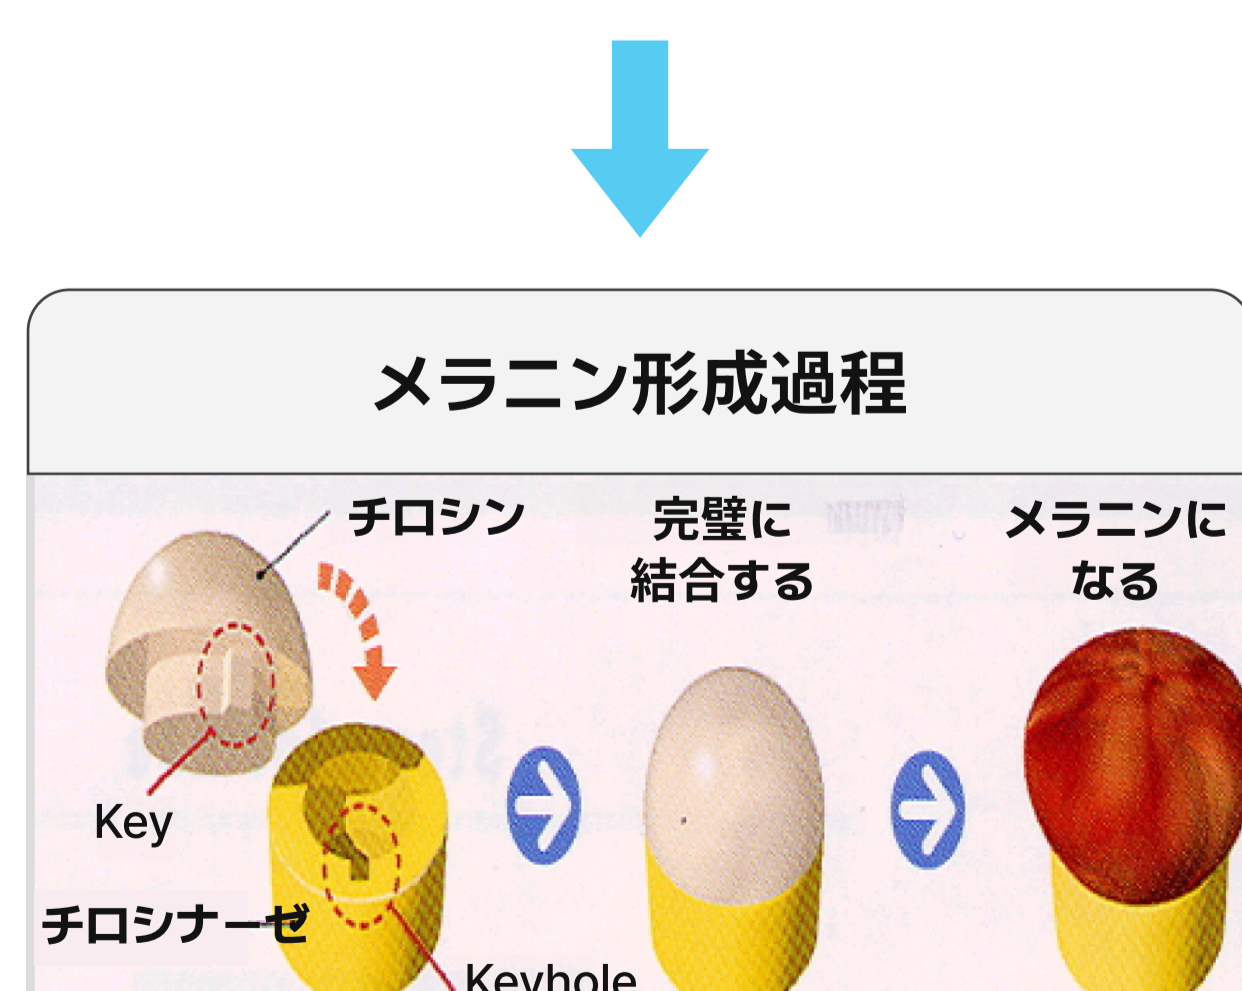 メラニン形成過程
チロシン
完璧に
結合する
メラニンに
なる
Key
チロシナーゼ
Keyhole